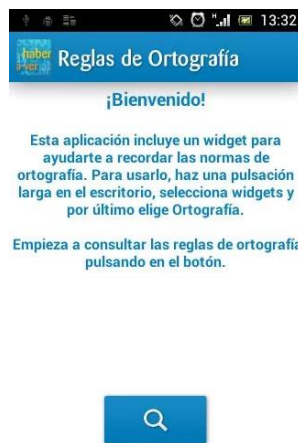 13:32
haber
a ver
Reglas de Ortografía
¡Bienvenido!
Esta aplicación incluye un widget para
ayudarte a recordar las normas de
ortografía. Para usarlo, haz una pulsación
larga en el escritorio, selecciona widgets y
por último elige Ortografía.
Empieza a consultar las reglas de ortografía
pulsando en el botón.